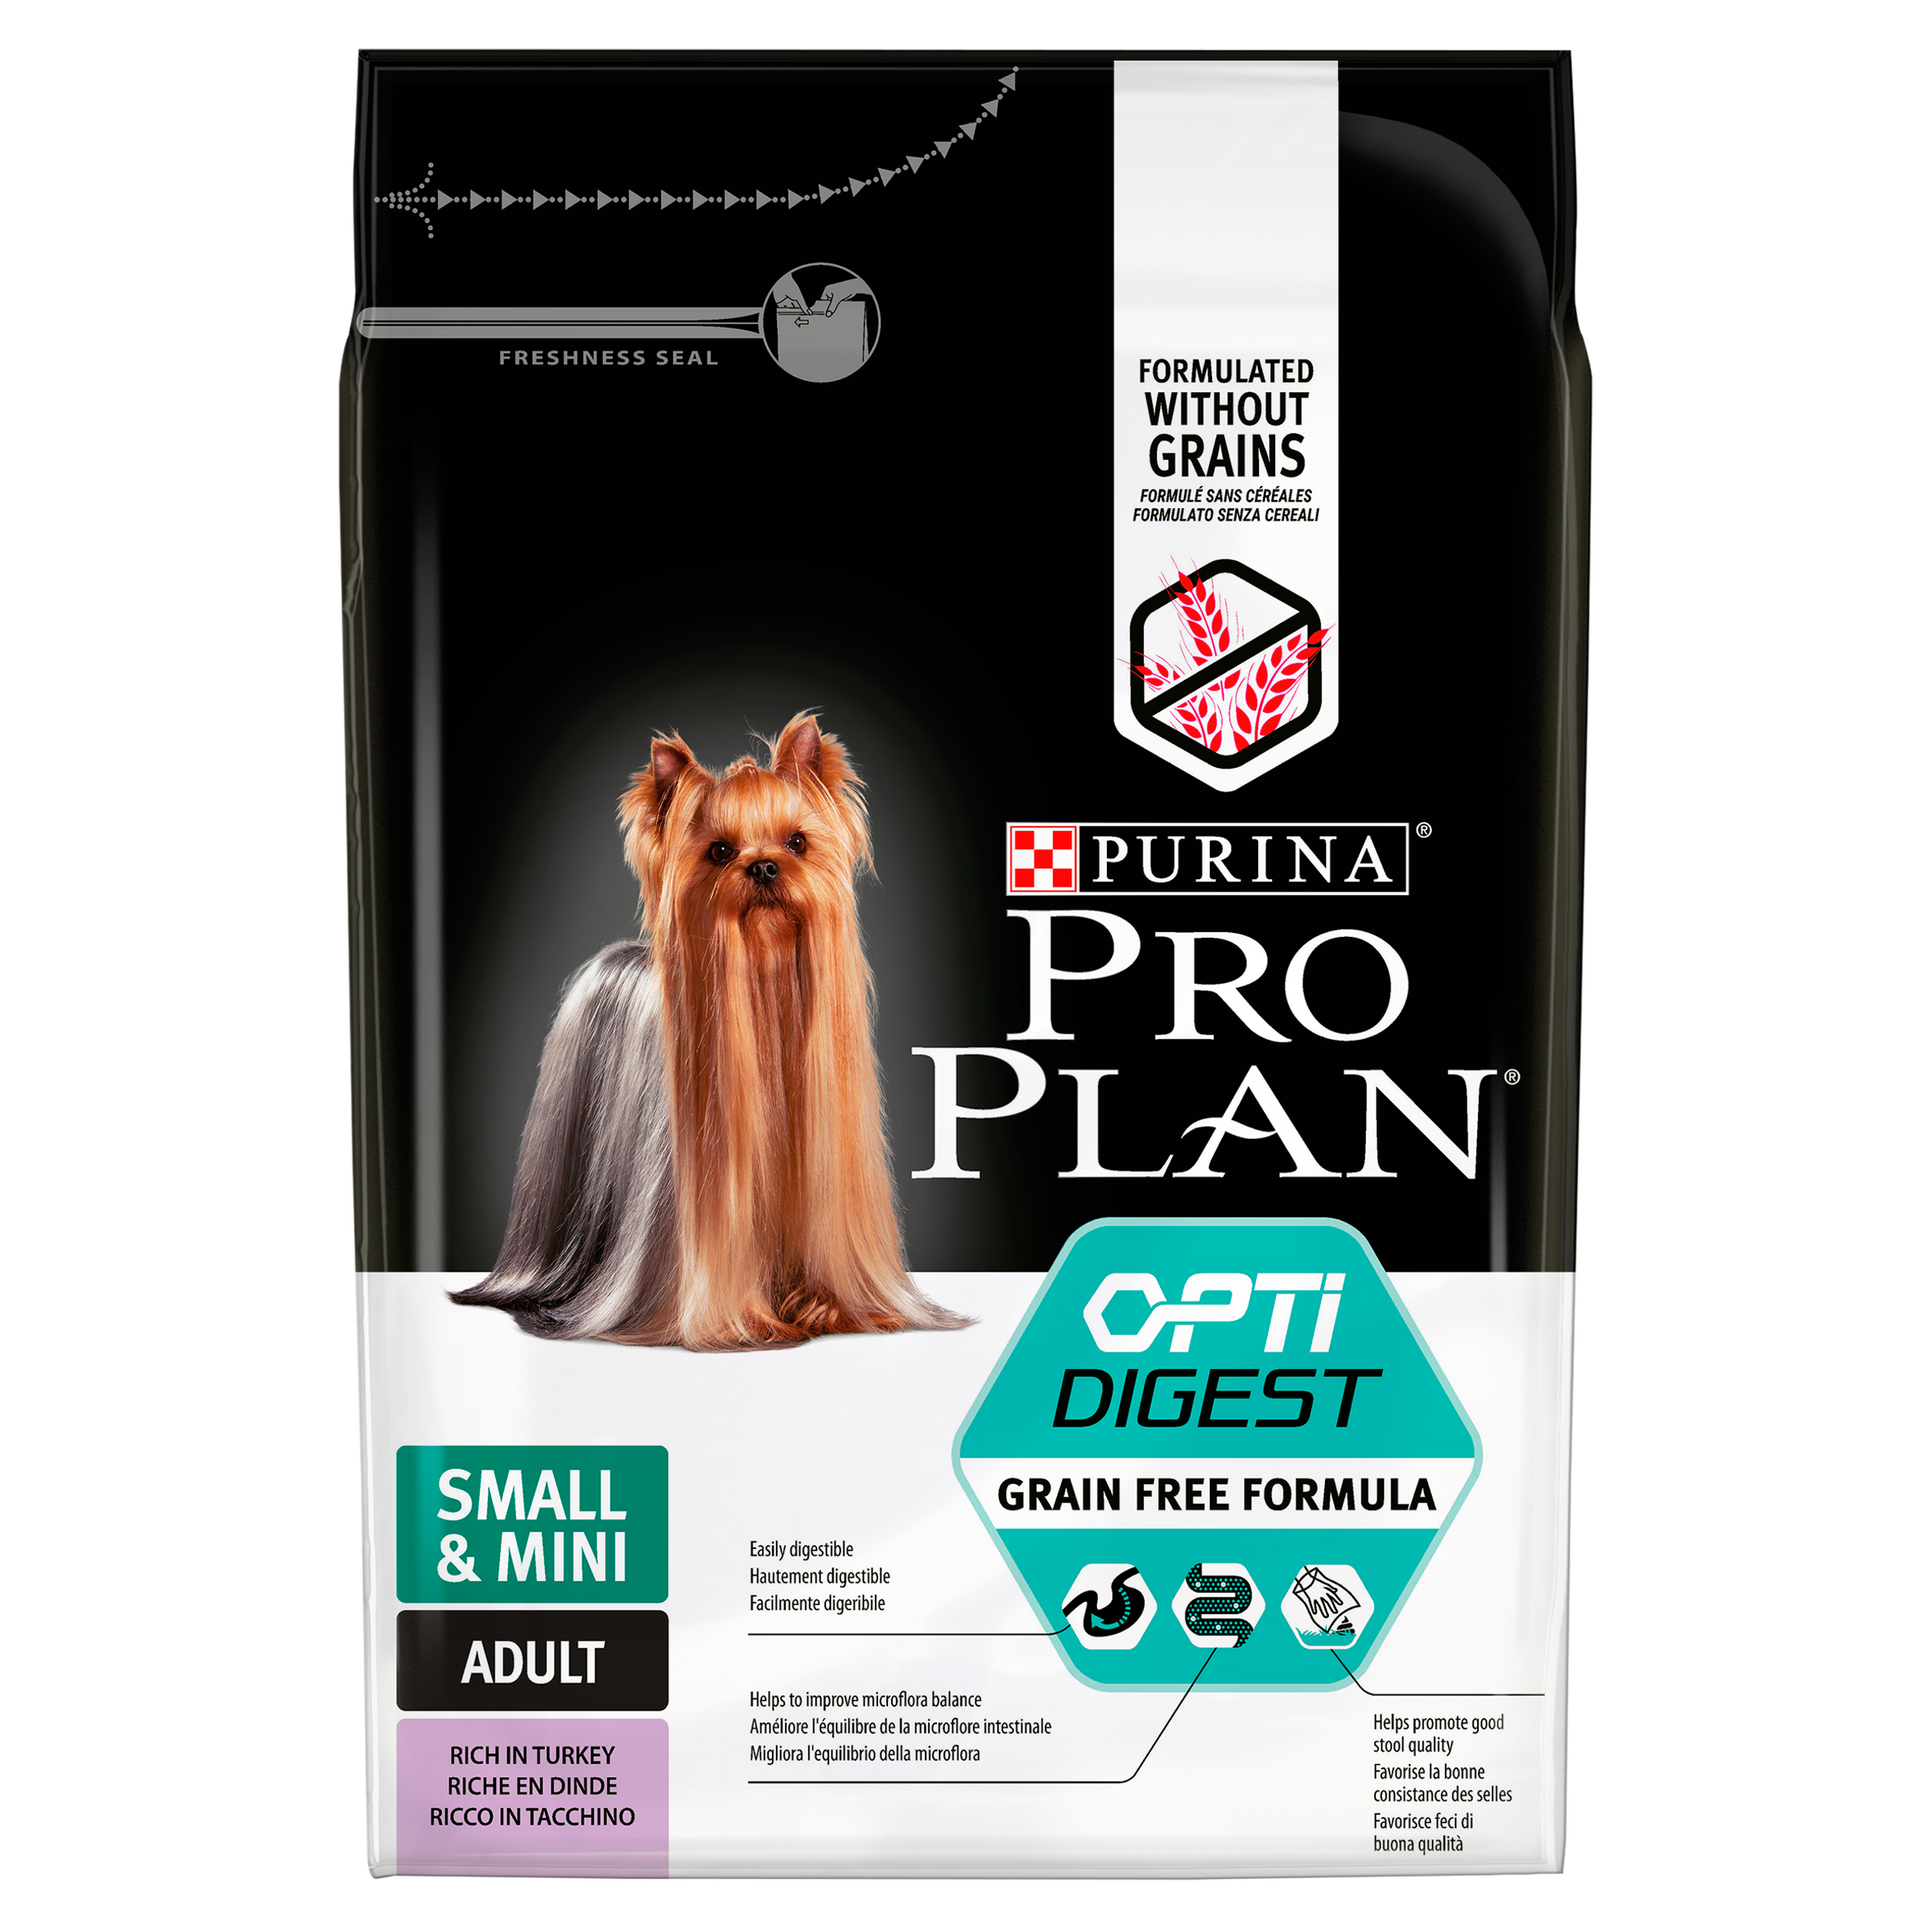 FRESHNESS SEAL
FORMULATED
WITHOUT
GRAINS
FORMULÉ SANS CÉRÉALES
FORMULATO SENZA CEREALI
PURINA®
PRO
PLAN®
OPTI
DIGEST
GRAIN FREE FORMULA
SMALL
& MINI
ADULT
RICH IN TURKEY
RICHE EN DINDE
RICCO IN TACCHINO
Easily digestible
Hautement digestible
Facilmente digeribile
Helps to improve microflora balance
Améliore l'équilibre de la microflore intestinale
Migliora l'equilibrio della microflora
Helps promote good
stool quality
Favorise la bonne
consistance des selles
Favorisce feci di
buona qualità